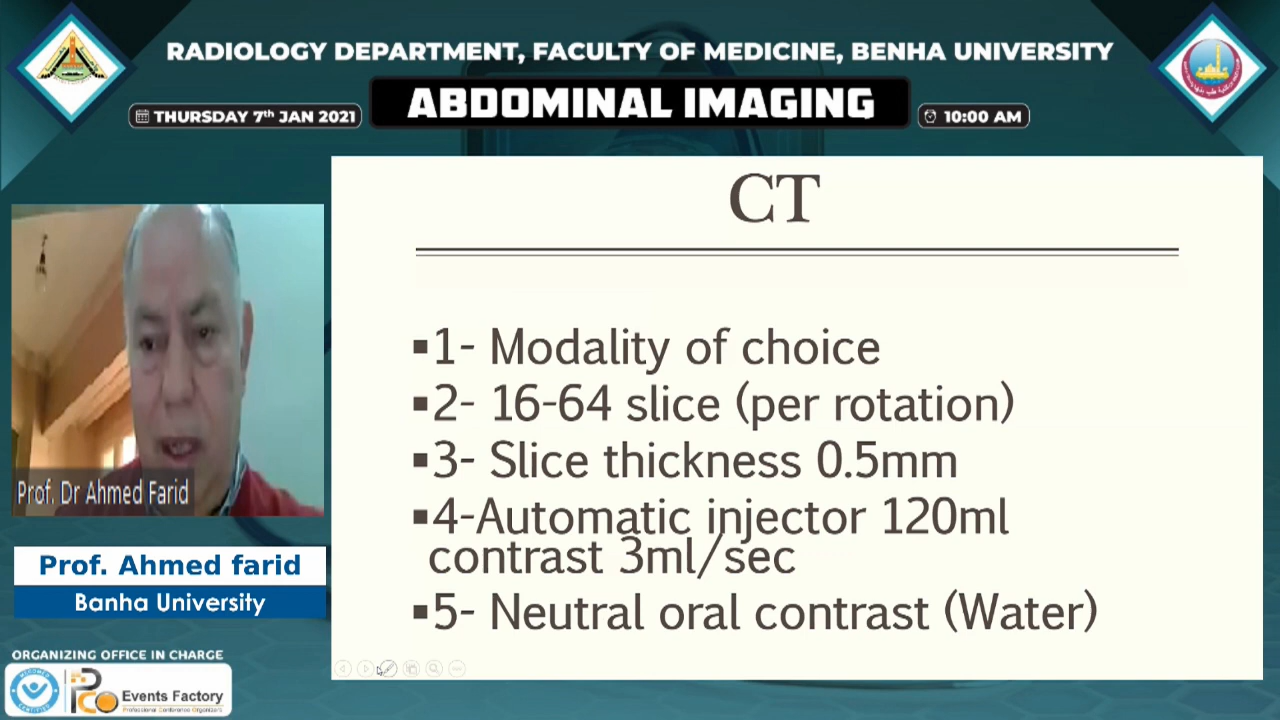 RADIOLOGY DEPARTMENT, FACULTY OF MEDICINE, BENHA UNIVERSITY
THURSDAY 7th JAN 2021
ABDOMINAL IMAGING
10:00 AM
CT
▪1- Modality of choice
▪2- 16-64 slice (per rotation)
▪3- Slice thickness 0.5mm
▪4-Automatic injector 120ml
contrast 3ml/sec
▪5- Neutral oral contrast (Water)
Prof. Dr Ahmed Farid
Prof. Ahmed farid
Banha University
ORGANIZING OFFICE IN CHARGE
Events Factory
Professional Conference Organizers